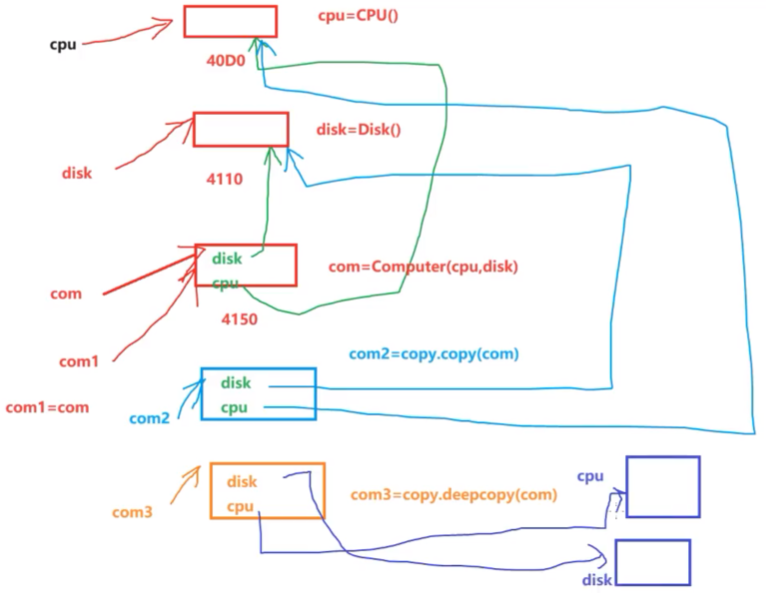 cpu=CPU()
cpu
40D0
disk=Disk()
disk
4110
disk
cpu
com=Computer(cpu,disk)
com
4150
com1
com2=copy.copy(com)
disk
cpu
com1=com
com2
cpu
disk
cpu
com3=copy.deepcopy(com)
com3
disk